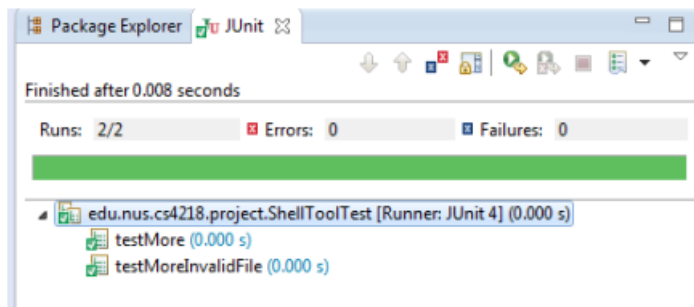 Package Explorer JUnit
Finished after 0.008 seconds
Runs: 2/2 Errors: 0 Failures: 0
edu.nus.cs4218.project.ShellToolTest [Runner: JUnit 4] (0.000 s)
testMore (0.000 s)
testMoreInvalidFile (0.000 s)